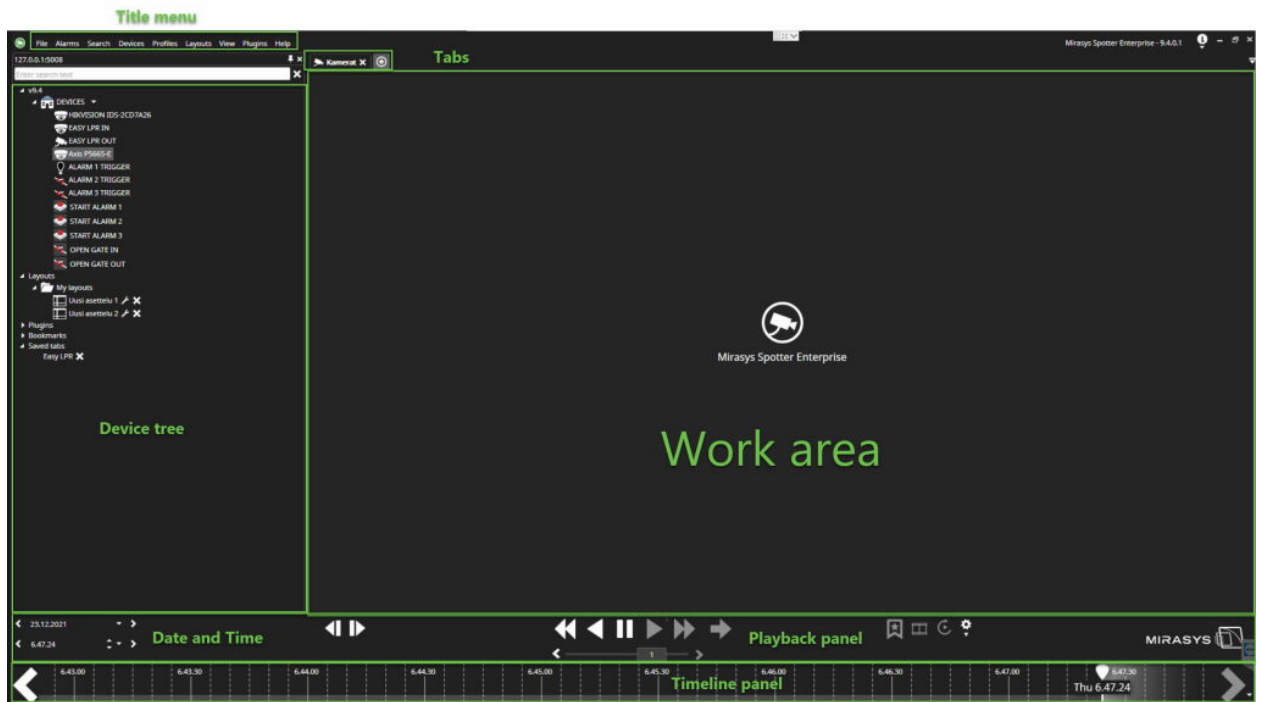 Title menu
File Alarms Search Devices Profiles Layouts View Plugins Help
Mirasys Spotter Enterprise - 9.4.0.1
127.0.0.1:5008
Kamerat
Tabs
Enter search text
v9.4
DEVICES
HIKVISION IDS-2CD7A26
EASY LPR IN
EASY LPR OUT
Axis P5665-E
ALARM 1 TRIGGER
ALARM 2 TRIGGER
ALARM 3 TRIGGER
START ALARM 1
START ALARM 2
START ALARM 3
OPEN GATE IN
OPEN GATE OUT
Layouts
My layouts
Uusi asettelu 1
Uusi asettelu 2
Plugins
Bookmarks
Saved tabs
Easy LPR
Device tree
Mirasys Spotter Enterprise
Work area
23.12.2021
6.47.24
Date and Time
1
Playback panel
MIRASYS
6.43.00 6.43.30 6.44.00 6.44.30 6.45.00 6.45.30 6.46.00 6.46.30 6.47.00 6.47.30
Timeline panel
Thu 6.47.24